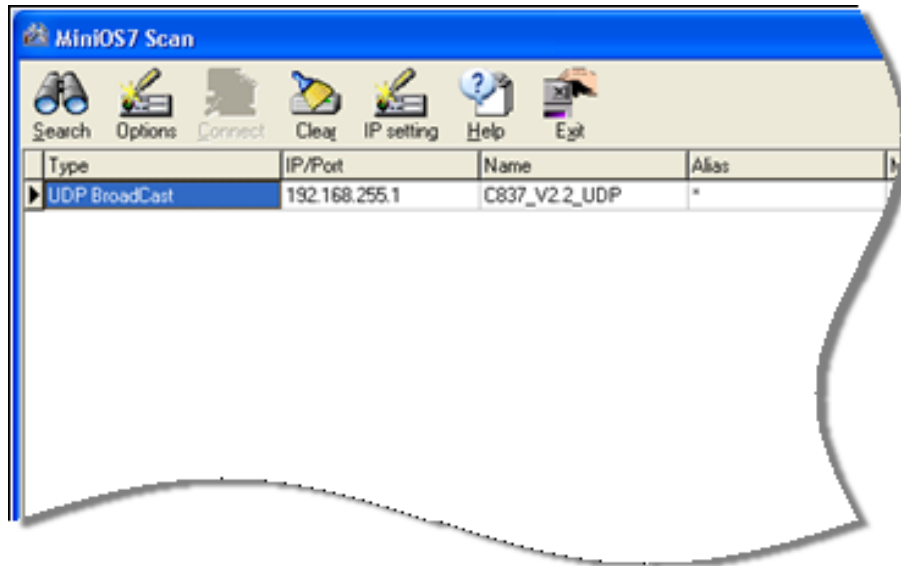 MiniOS7 Scan
Search Options Connect Clear IP setting Help Exit
Type IP/Port Name Alias
UDP BroadCast 192.168.255.1 C837_V2.2_UDP *